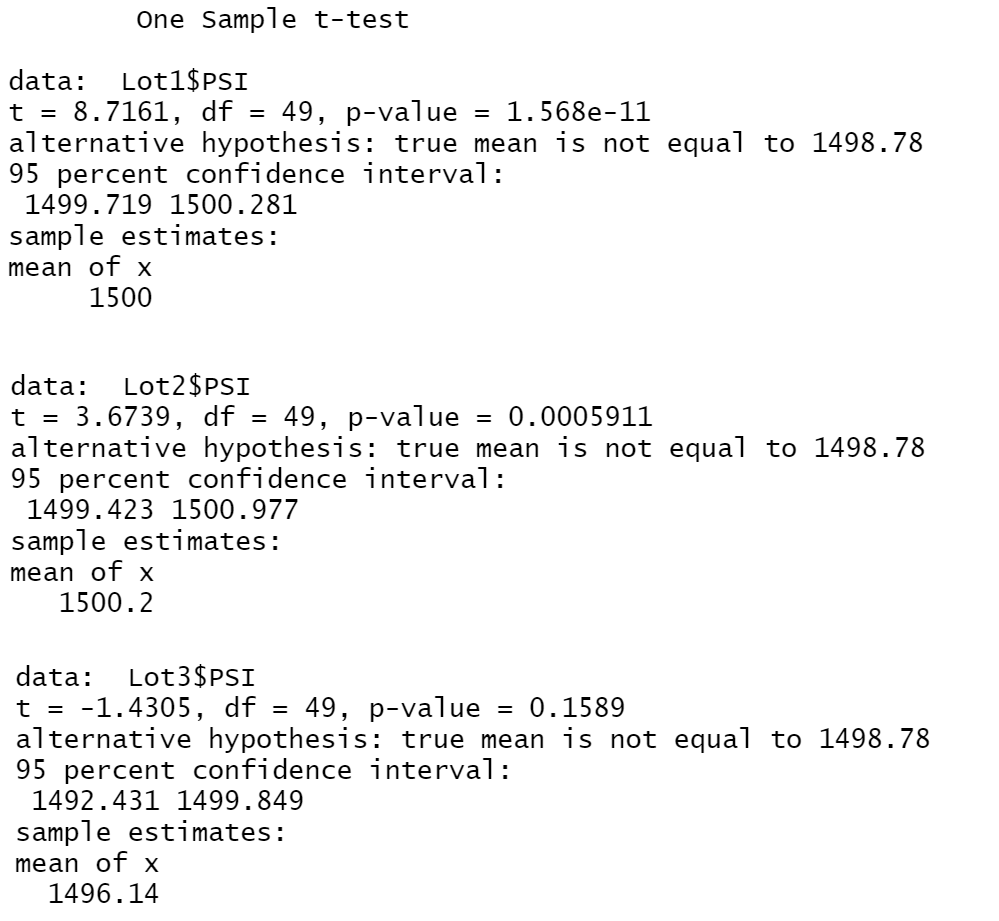 One Sample t-test
data:  Lot1$PSI
t = 8.7161, df = 49, p-value = 1.568e-11
alternative hypothesis: true mean is not equal to 1498.78
95 percent confidence interval:
1499.719 1500.281
sample estimates:
mean of x
1500
data:  Lot2$PSI
t = 3.6739, df = 49, p-value = 0.0005911
alternative hypothesis: true mean is not equal to 1498.78
95 percent confidence interval:
1499.423 1500.977
sample estimates:
mean of x
1500.2
data:  Lot3$PSI
t = -1.4305, df = 49, p-value = 0.1589
alternative hypothesis: true mean is not equal to 1498.78
95 percent confidence interval:
1492.431 1499.849
sample estimates:
mean of x
1496.14